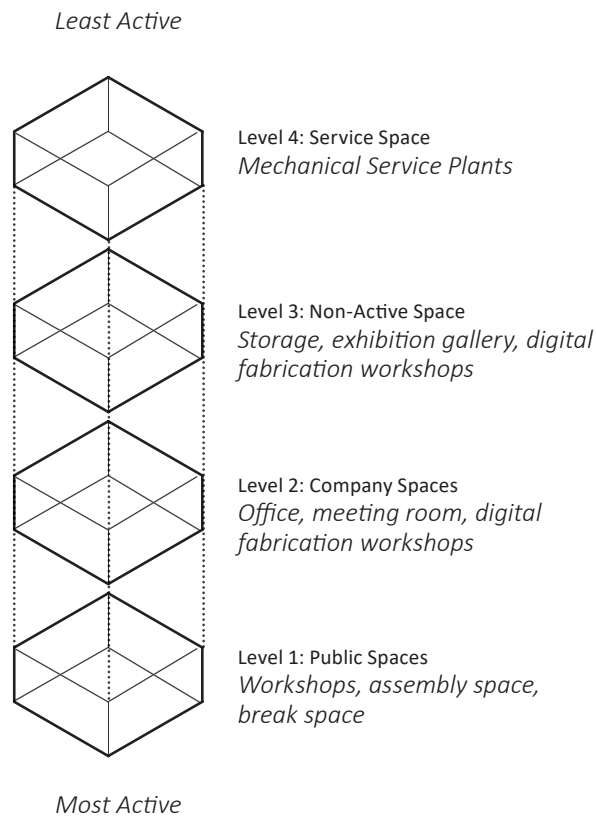 Least Active
Level 4: Service Space
Mechanical Service Plants
Level 3: Non-Active Space
Storage, exhibition gallery, digital
fabrication workshops
Level 2: Company Spaces
Office, meeting room, digital
fabrication workshops
Level 1: Public Spaces
Workshops, assembly space,
break space
Most Active